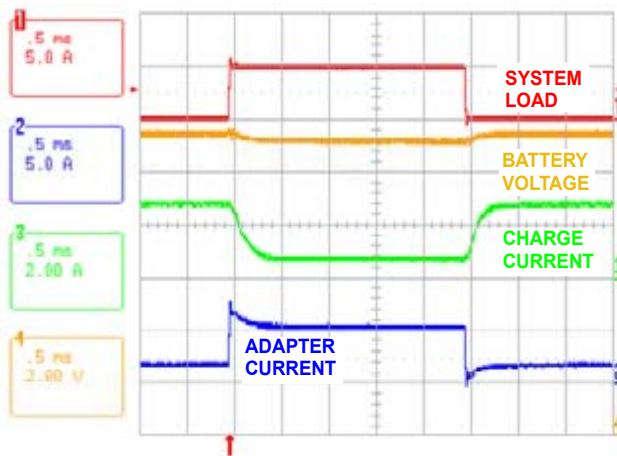 1
.5 ms
5.0 A
2
.5 ms
5.0 A
3
.5 ms
2.00 A
4
.5 ms
2.00 V
SYSTEM
LOAD
BATTERY
VOLTAGE
CHARGE
CURRENT
ADAPTER
CURRENT